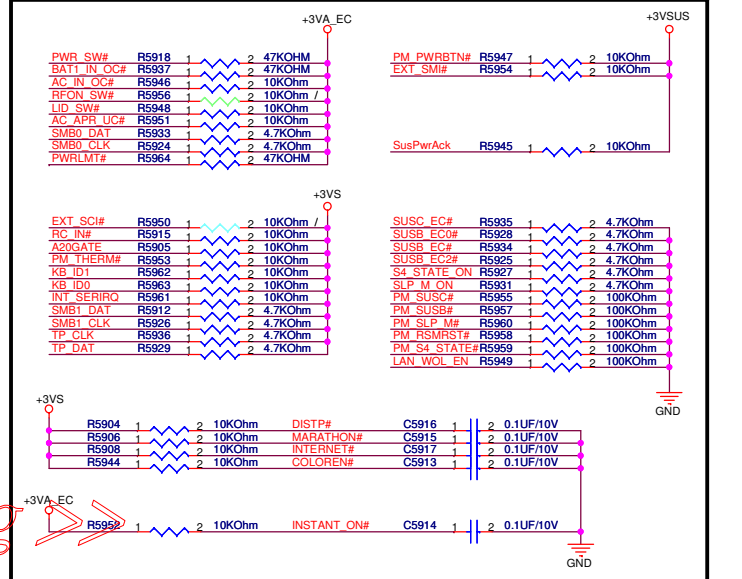 +3VA_EC
PWR_SW# R5918 1 2 47KOHM
BAT1_IN_OC# R5937 1 2 47KOHM
AC_IN_OC# R5946 1 2 10KOhm
RFON_SW# R5956 1 2 10KOhm /
LID_SW# R5948 1 2 10KOhm
AC_APR_UC# R5951 1 2 10KOhm
SMB0_DAT R5933 1 2 4.7KOhm
SMB0_CLK R5924 1 2 4.7KOhm
PWRLMT# R5964 1 2 47KOHM
+3VSUS
PM_PWRBTN# R5947 1 2 10KOhm
EXT_SMI# R5954 1 2 10KOhm
SusPwrAck R5945 1 2 10KOhm
+3VS
EXT_SCI# R5950 1 2 10KOhm /
RC_IN# R5915 1 2 10KOhm
A20GATE R5905 1 2 10KOhm
PM_THERM# R5953 1 2 10KOhm
KB_ID1 R5962 1 2 10KOhm
KB_ID0 R5963 1 2 10KOhm
INT_SERIRQ R5961 1 2 10KOhm
SMB1_DAT R5912 1 2 4.7KOhm
SMB1_CLK R5926 1 2 4.7KOhm
TP_CLK R5936 1 2 4.7KOhm
TP_DAT R5929 1 2 4.7KOhm
SUSC_EC# R5935 1 2 4.7KOhm
SUSB_EC0# R5928 1 2 4.7KOhm
SUSB_EC# R5934 1 2 4.7KOhm
SUSB_EC2# R5925 1 2 4.7KOhm
S4_STATE_ON R5927 1 2 4.7KOhm
SLP_M_ON R5931 1 2 4.7KOhm
PM_SUSC# R5955 1 2 100KOhm
PM_SUSB# R5957 1 2 100KOhm
PM_SLP_M# R5960 1 2 100KOhm
PM_RSMRST# R5958 1 2 100KOhm
PM_S4_STATE# R5959 1 2 100KOhm
LAN_WOL_EN R5949 1 2 100KOhm
GND
+3VS
R5904 1 2 10KOhm DISTP# C5916 1 2 0.1UF/10V
R5906 1 2 10KOhm MARATHON# C5915 1 2 0.1UF/10V
R5908 1 2 10KOhm INTERNET# C5917 1 2 0.1UF/10V
R5944 1 2 10KOhm COLOREN# C5913 1 2 0.1UF/10V
+3VA_EC
R5952 1 2 10KOhm INSTANT_ON# C5914 1 2 0.1UF/10V
GND